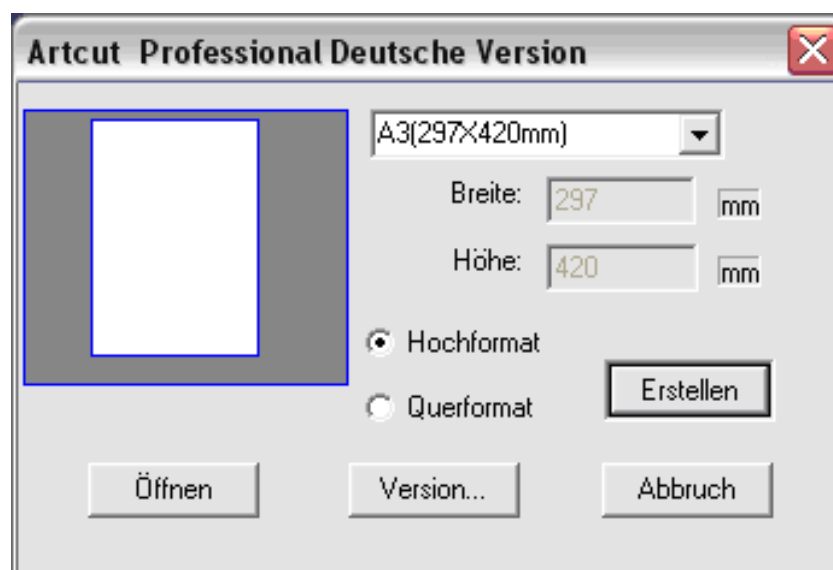 Artcut Professional Deutsche Version
A3(297X420mm)
Breite: 297 mm
Höhe: 420 mm
Hochformat
Querformat
Erstellen
Öffnen Version... Abbruch